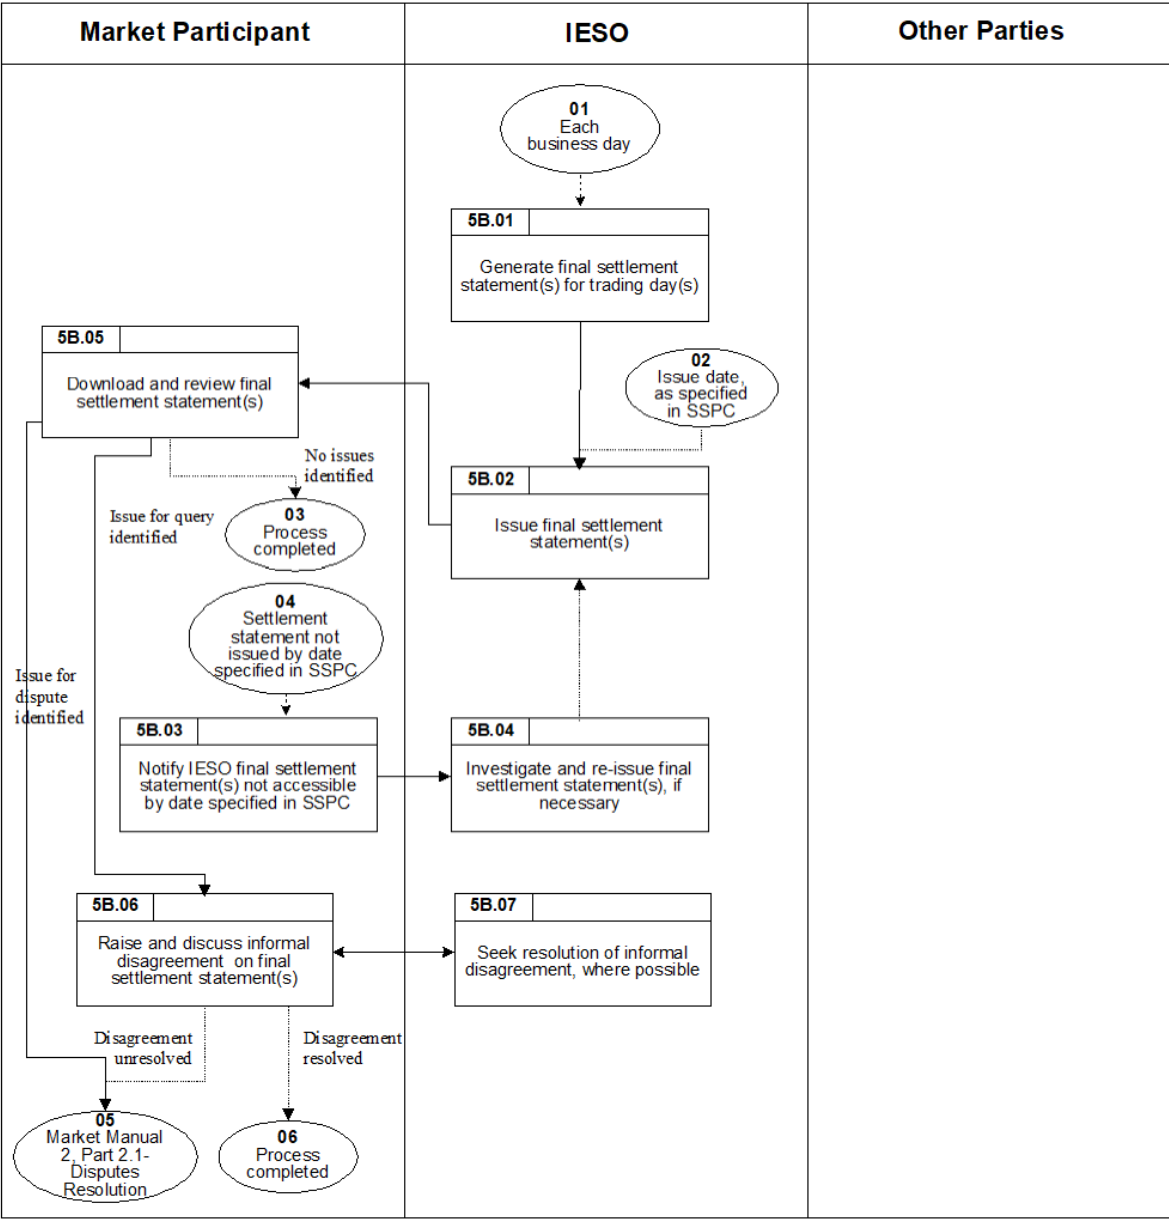 Market Participant
IESO
Other Parties
01
Each
business day
5B.01
Generate final settlement
statement(s) for trading day(s)
5B.05
Download and review final
settlement statement(s)
02
Issue date,
as specified
in SSPC
No issues
identified
5B.02
Issue final settlement
statement(s)
Issue for query
identified
03
Process
completed
04
Settlement
statement not
issued by date
specified in SSPC
Issue for
dispute
identified
5B.03
Notify IESO final settlement
statement(s) not accessible
by date specified in SSPC
5B.04
Investigate and re-issue final
settlement statement(s), if
necessary
5B.06
Raise and discuss informal
disagreement on final
settlement statement(s)
5B.07
Seek resolution of informal
disagreement, where possible
Disagreement
unresolved
Disagreement
resolved
05
Market Manual
2, Part 2.1-
Disputes
Resolution
06
Process
completed